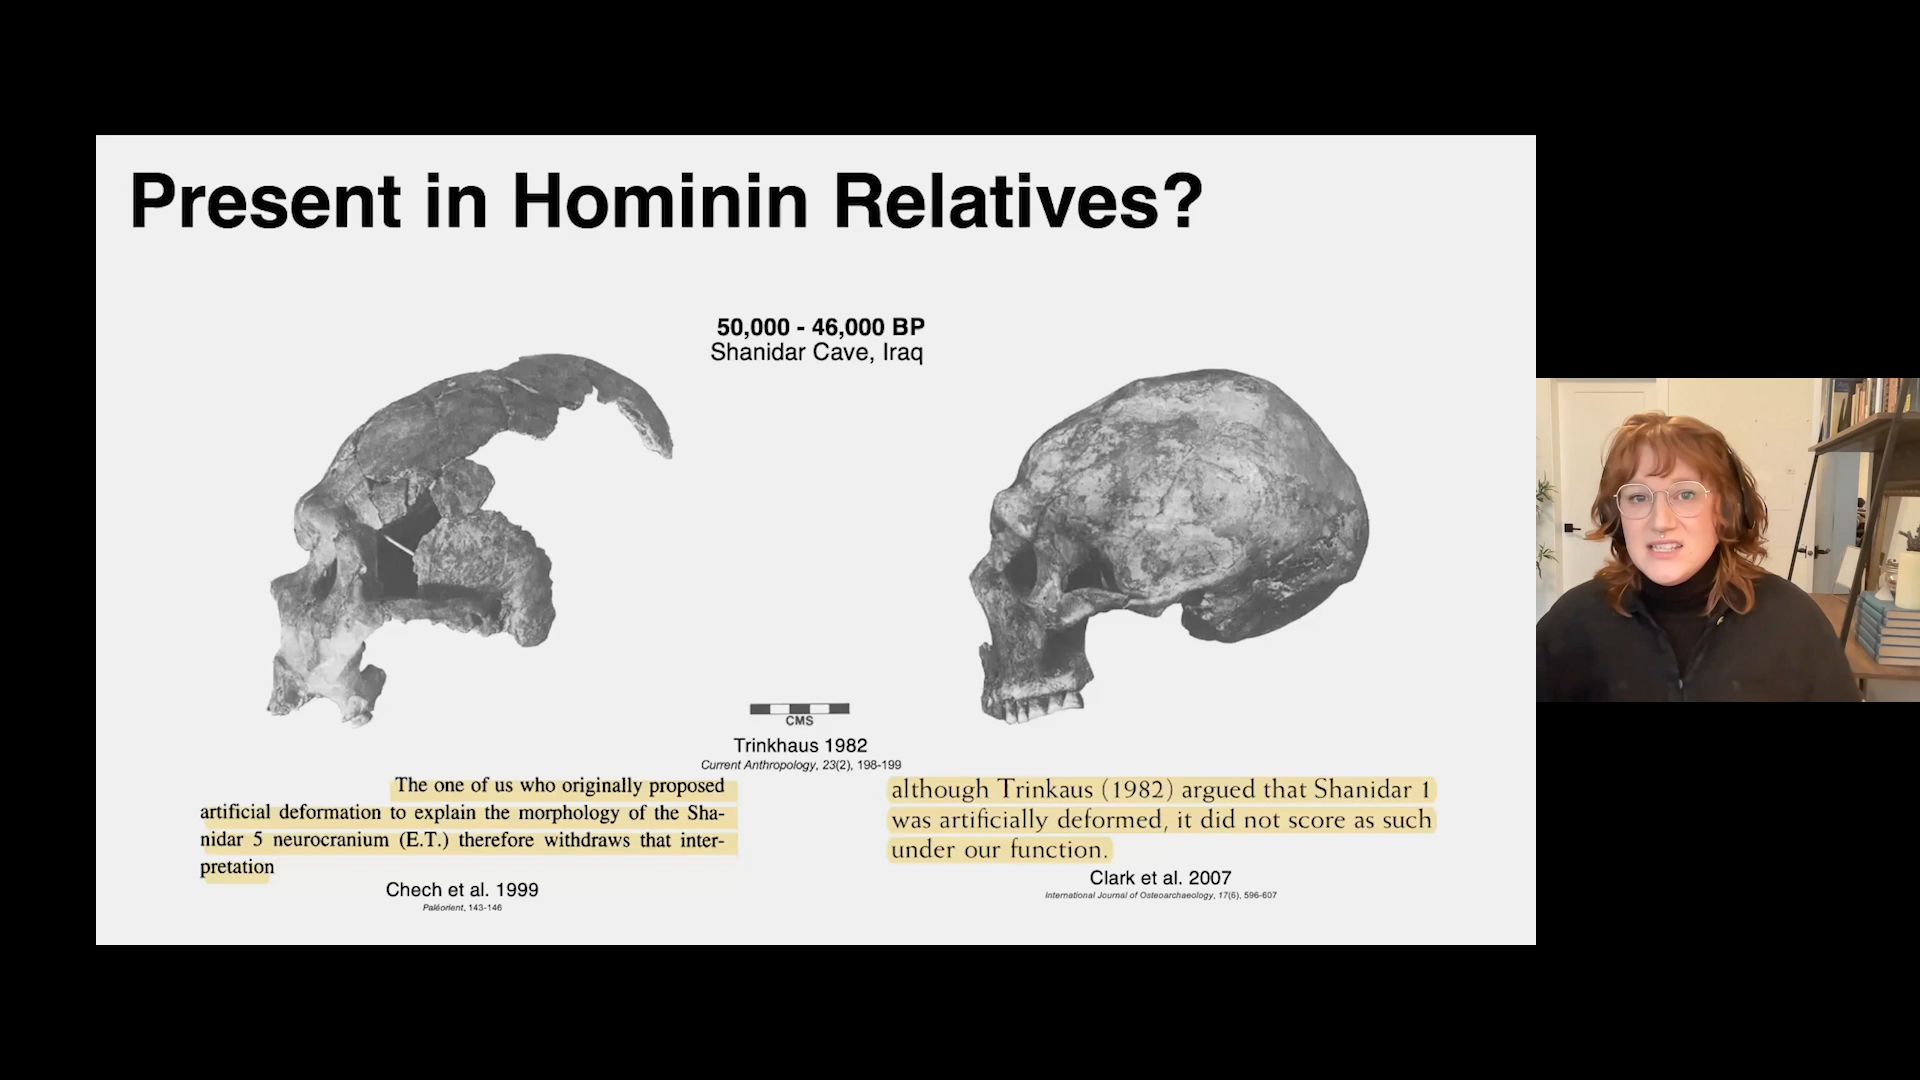 Present in Hominin Relatives?
50,000 - 46,000 BP
Shanidar Cave, Iraq
CMS
Trinkhaus 1982
Current Anthropology, 23(2), 198-199
The one of us who originally proposed
artificial deformation to explain the morphology of the Sha-
nidar 5 neurocranium (E.T.) therefore withdraws that inter-
pretation
Chech et al. 1999
Paléorient, 143-146
although Trinkaus (1982) argued that Shanidar 1
was artificially deformed, it did not score as such
under our function.
Clark et al. 2007
International Journal of Osteoarchaeology, 17(6), 596-607